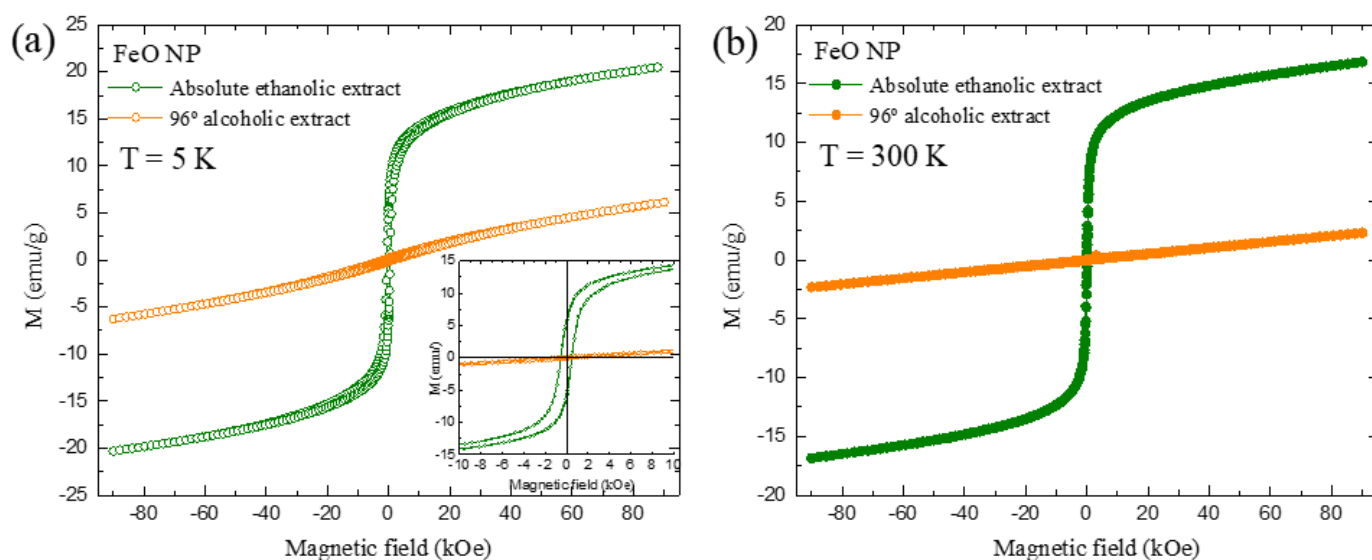 (a)
FeO NP
Absolute ethanolic extract
96º alcoholic extract
T = 5 K
M (emu/g)
25
20
15
10
5
0
-5
-10
-15
-20
-25
-80 -60 -40 -20 0 20 40 60 80
Magnetic field (kOe)
M (emu/)
15
10
5
0
-5
-10
-15
-10 -8 -6 -4 -2 0 2 4 6 8 10
Magnetic field (kOe)
(b)
FeO NP
Absolute ethanolic extract
96º alcoholic extract
T = 300 K
M (emu/g)
20
15
10
5
0
-5
-10
-15
-20
-80 -60 -40 -20 0 20 40 60 80
Magnetic field (kOe)